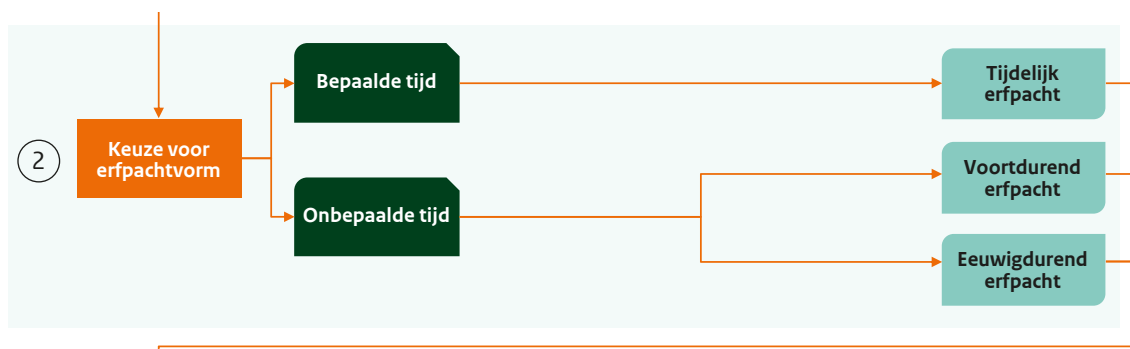 2
Keuze voor
erfpachtvorm
Bepaalde tijd
Onbepaalde tijd
Tijdelijk
erfpacht
Voortdurend
erfpacht
Eeuwigdurend
erfpacht